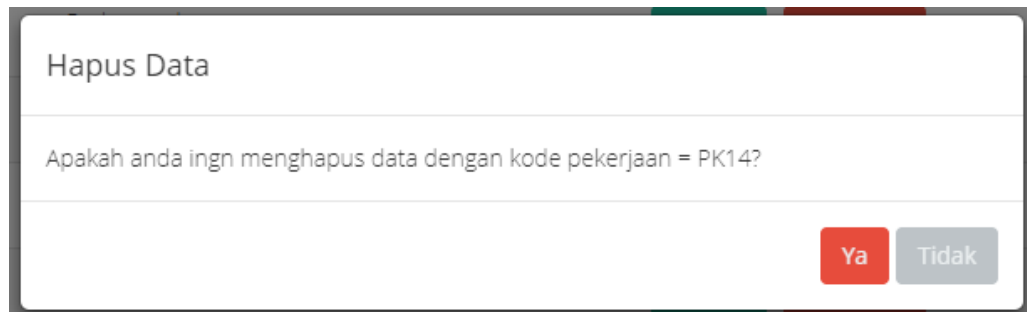 Hapus Data
Apakah anda ingn menghapus data dengan kode pekerjaan = PK14?
Ya Tidak